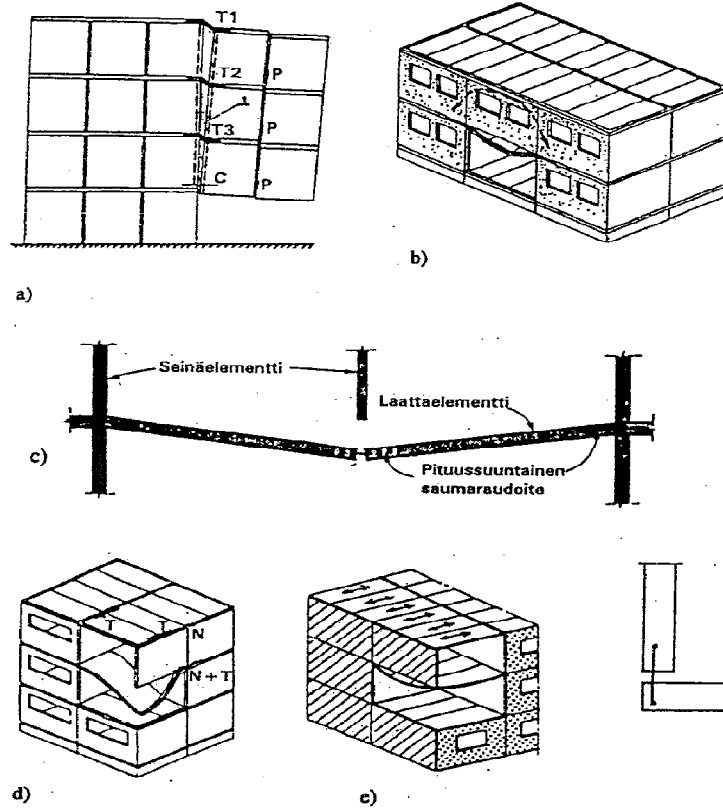 T1
T2
P
t
T3
P
C
P
a)
b)
Seinäelementti
Laattaelementti
Pituussuuntainen
saumaraudoite
c)
T
T
N
N+T
d)
e)